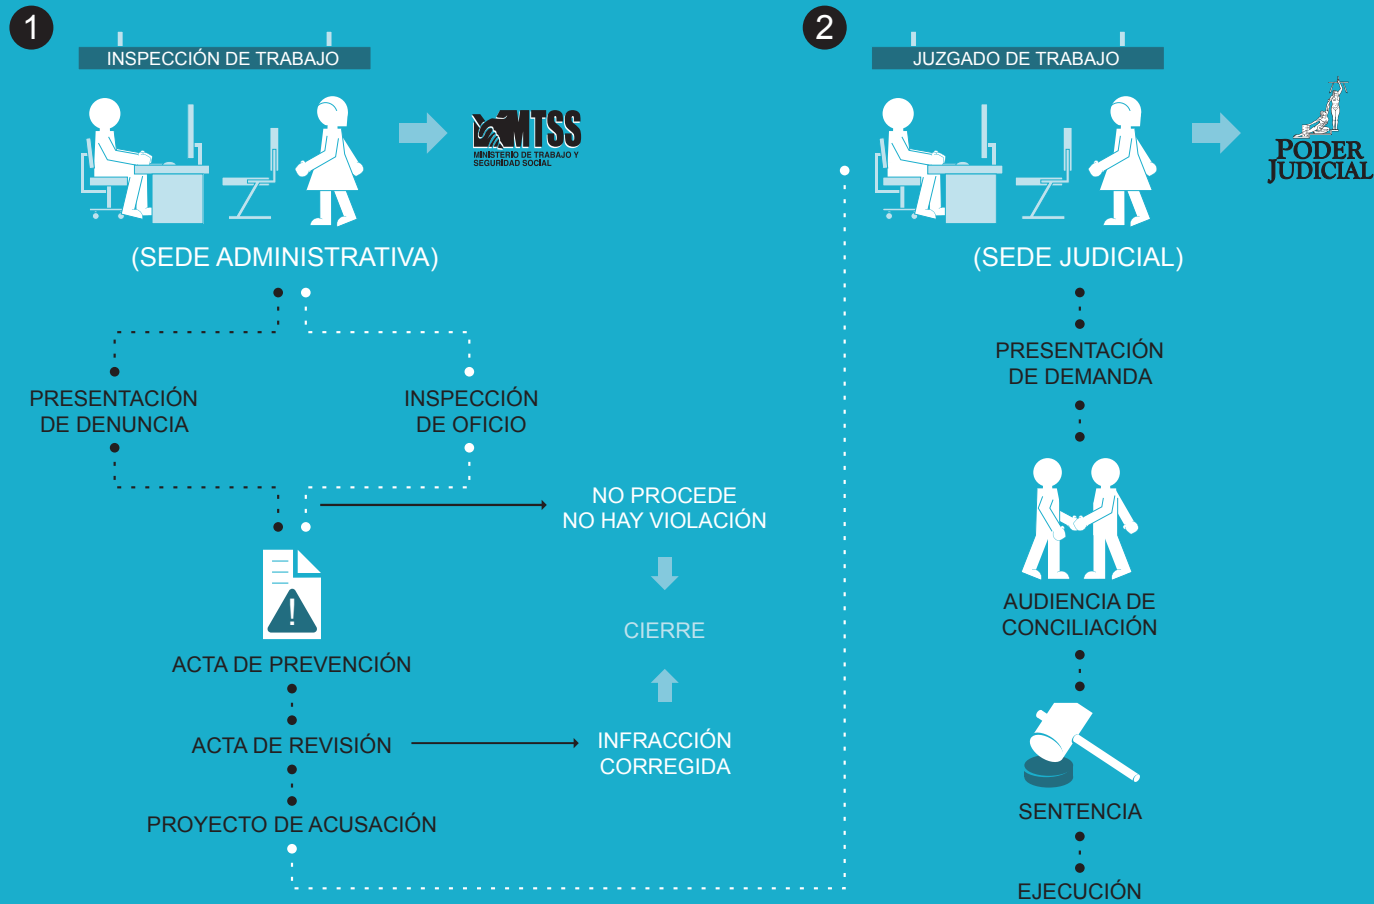 1
INSPECCIÓN DE TRABAJO
MTSS
MINISTERIO DE TRABAJO Y
SEGURIDAD SOCIAL
(SEDE ADMINISTRATIVA)
PRESENTACIÓN
DE DENUNCIA
INSPECCIÓN
DE OFICIO
NO PROCEDE
NO HAY VIOLACIÓN
CIERRE
ACTA DE PREVENCIÓN
ACTA DE REVISIÓN
INFRACCIÓN
CORREGIDA
PROYECTO DE ACUSACIÓN
2
JUZGADO DE TRABAJO
PODER
JUDICIAL
(SEDE JUDICIAL)
PRESENTACIÓN
DE DEMANDA
AUDIENCIA DE
CONCILIACIÓN
SENTENCIA
EJECUCIÓN